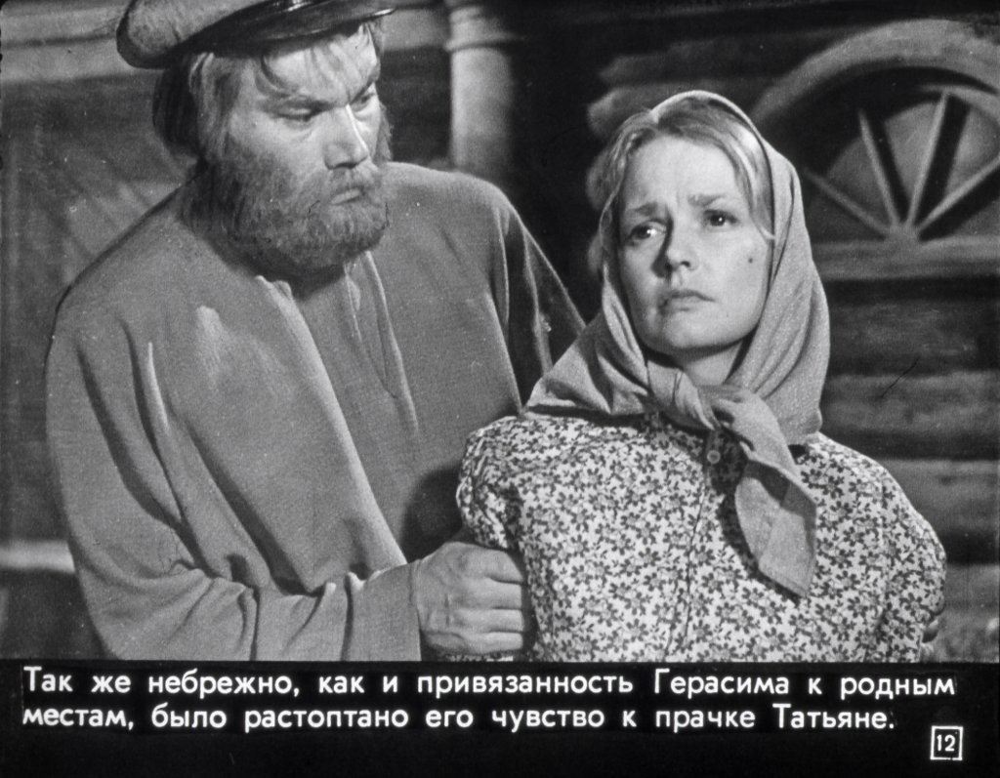 Так же небрежно, как и привязанность Герасима к родным
местам, было растоптано его чувство к прачке Татьяне.
12